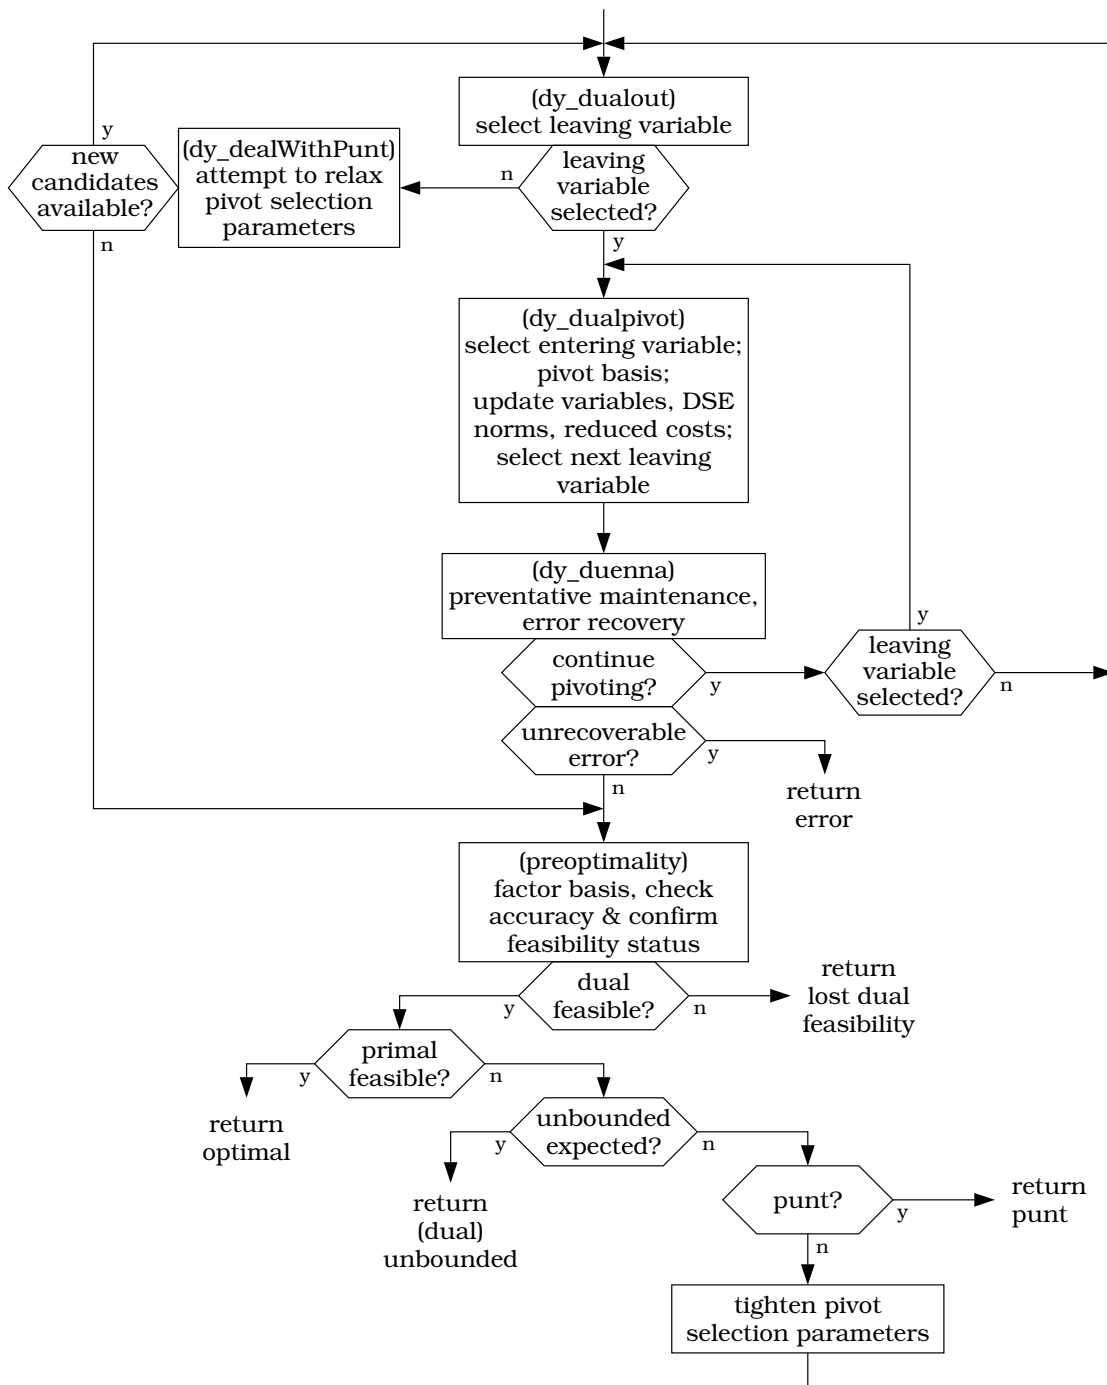 (dy_dualout)
select leaving variable
leaving
variable
selected?
n
y
(dy_dealWithPunt)
attempt to relax
pivot selection
parameters
y
new
candidates
available?
n
(dy_dualpivot)
select entering variable;
pivot basis;
update variables, DSE
norms, reduced costs;
select next leaving
variable
(dy_duenna)
preventative maintenance,
error recovery
continue
pivoting?
y
y
leaving
variable
selected?
n
unrecoverable
error?
y
n
return
error
(preoptimality)
factor basis, check
accuracy & confirm
feasibility status
dual
feasible?
y
n
return
lost dual
feasibility
primal
feasible?
y
n
return
optimal
unbounded
expected?
y
n
return
(dual)
unbounded
punt?
y
n
return
punt
tighten pivot
selection parameters